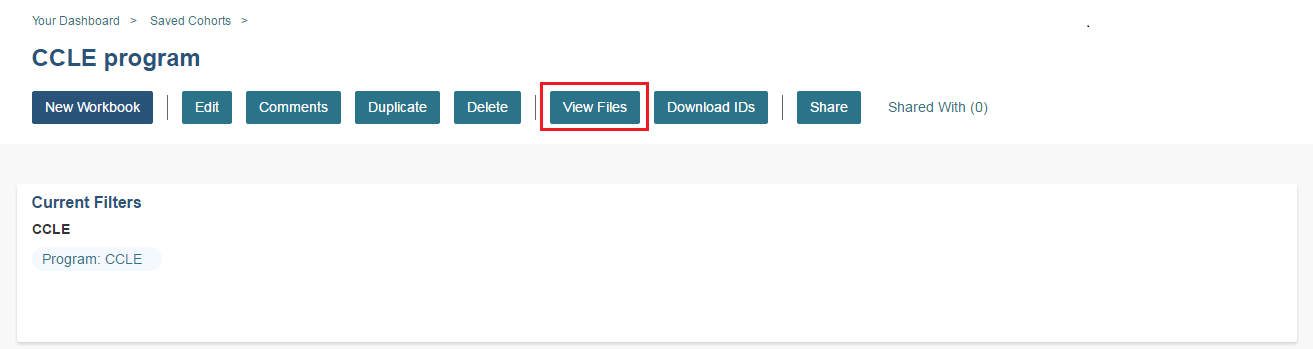 Your Dashboard > Saved Cohorts >
CCLE program
New Workbook Edit Comments Duplicate Delete View Files Download IDs Share Shared With (0)
Current Filters
CCLE
Program: CCLE